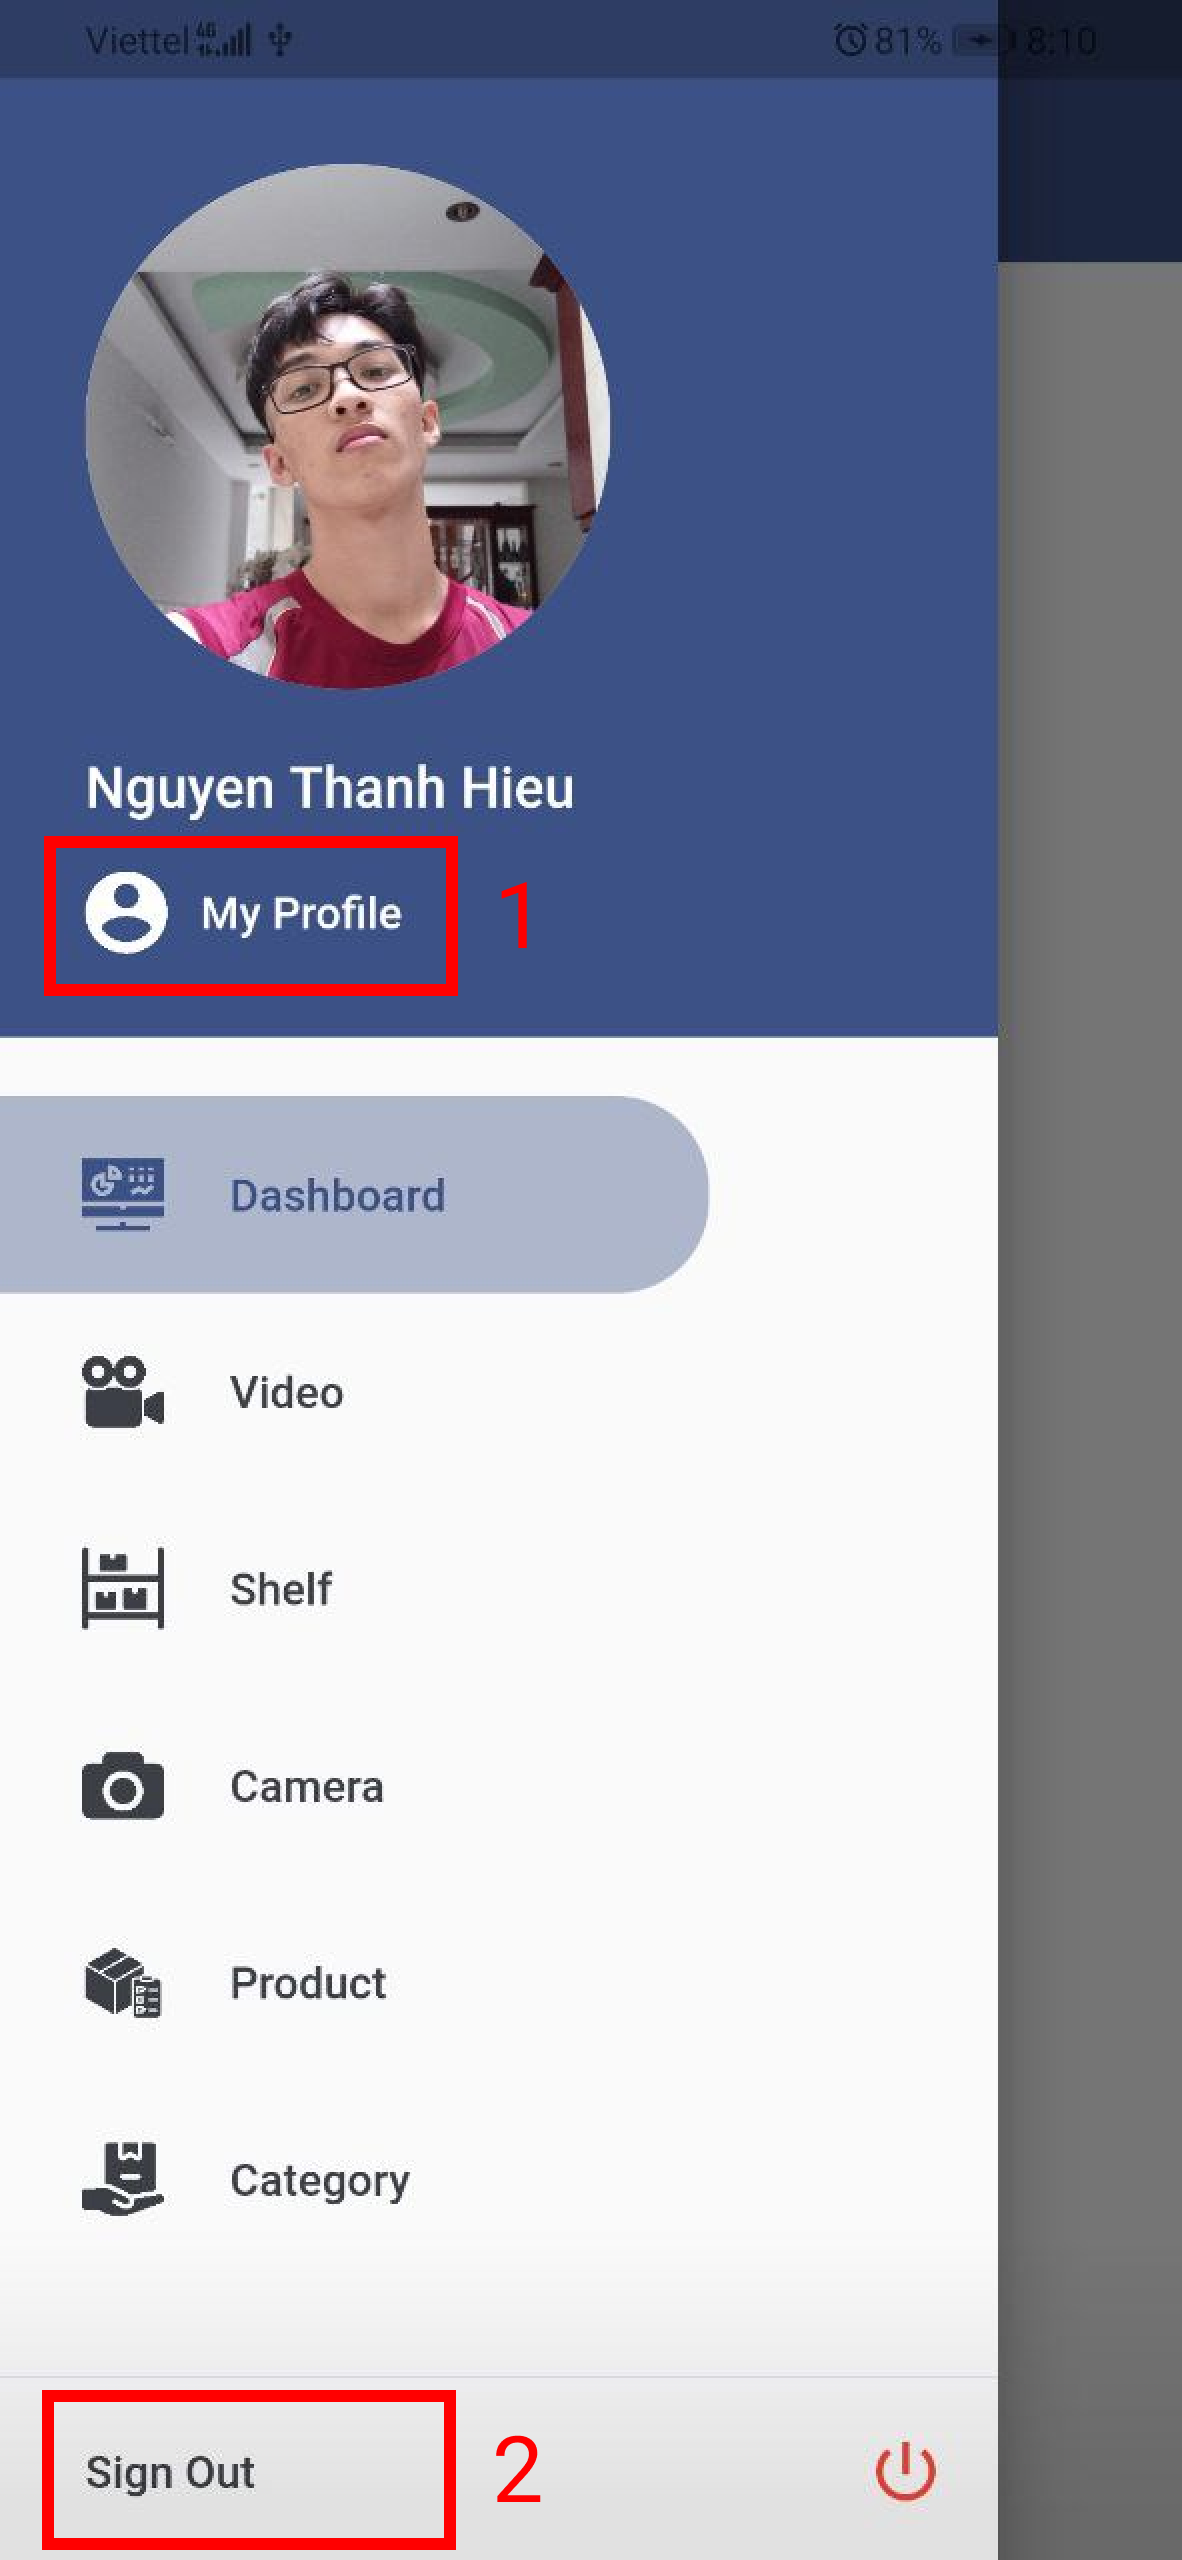 Viettel 4G 81% 8:10
Nguyen Thanh Hieu
My Profile 1
Dashboard
Video
Shelf
Camera
Product
Category
Sign Out 2